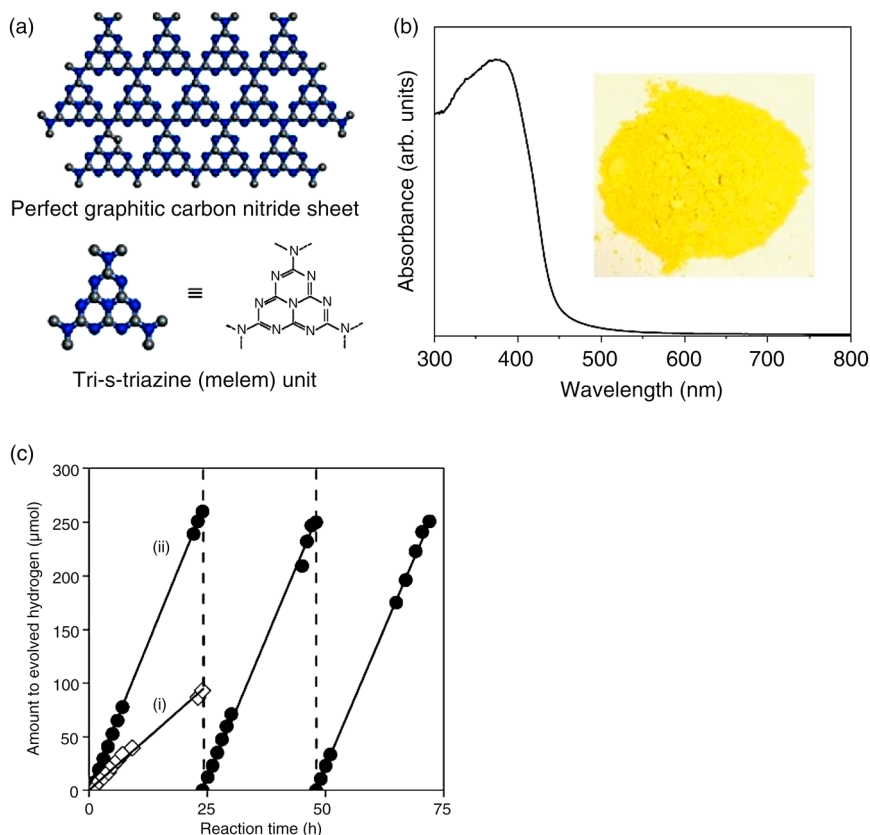 (a)
Perfect graphitic carbon nitride sheet
≡
N
N N
N N N
N N N
N N N
Tri-s-triazine (melem) unit
(b)
Absorbance (arb. units)
300 400 500 600 700 800
Wavelength (nm)
(c)
Amount to evolved hydrogen (μmol)
300
250
200
150
100
50
0
(ii)
(i)
0 25 50 75
Reaction time (h)